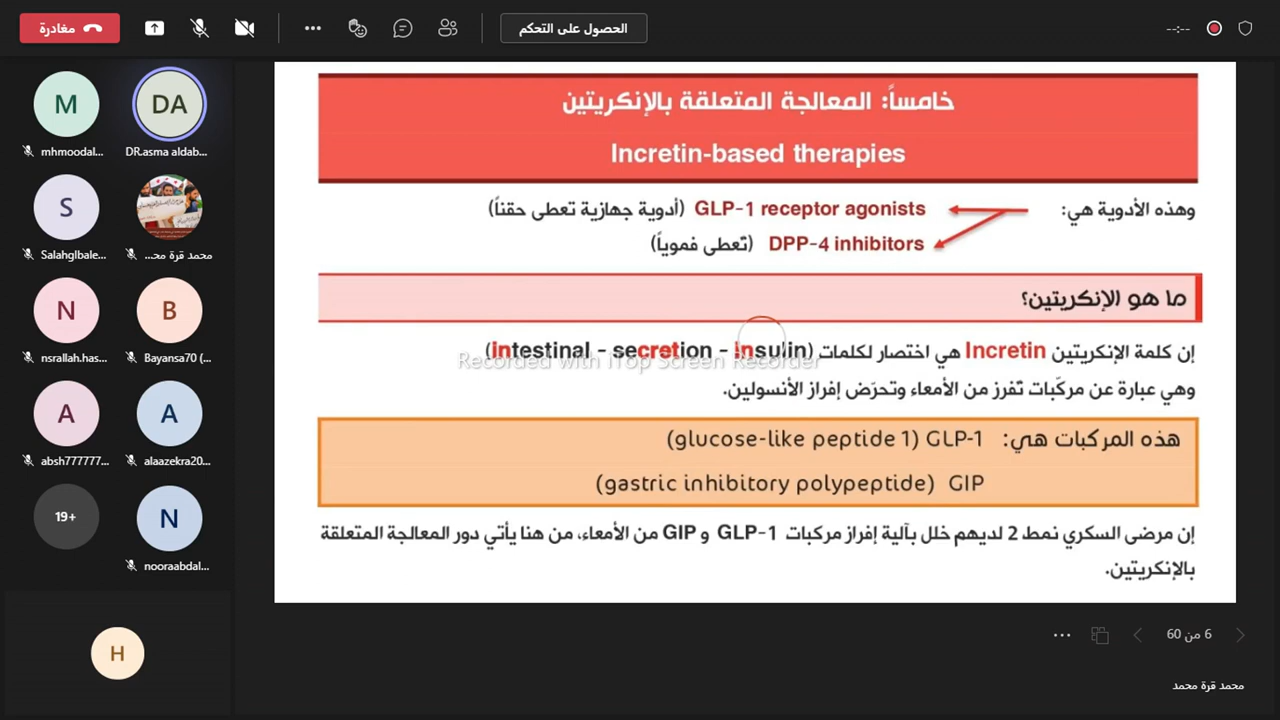 مغادرة
الحصول على التحكم
--:--
M
DA
mhmoodal...
DR.asma aldab...
S
Salahglbale...
محمد قرة مح...
N
B
nsrallah.has...
Bayansa70 (...
A
A
absh777777...
alaazekra20...
19+
N
nooraabdal...
H
خامساً: المعالجة المتعلقة بالإنكريتين
Incretin-based therapies
وهذه الأدوية هي: GLP-1 receptor agonists (أدوية جهازية تعطى حقناً)
DPP-4 inhibitors (تُعطى فموياً)
ما هو الإنكريتين؟
إن كلمة الإنكريتين Incretin هي اختصار لكلمات (intestinal - secretion - insulin)
Recorded with iTop Screen Recorder
وهي عبارة عن مركّبات تُفرز من الأمعاء وتحرّض إفراز الأنسولين.
هذه المركبات هي: GLP-1 (glucose-like peptide 1)
GIP (gastric inhibitory polypeptide)
إن مرضى السكري نمط 2 لديهم خلل بآلية إفراز مركبات GLP-1 و GIP من الأمعاء، من هنا يأتي دور المعالجة المتعلقة
بالإنكريتين.
6 من 60
محمد قرة محمد